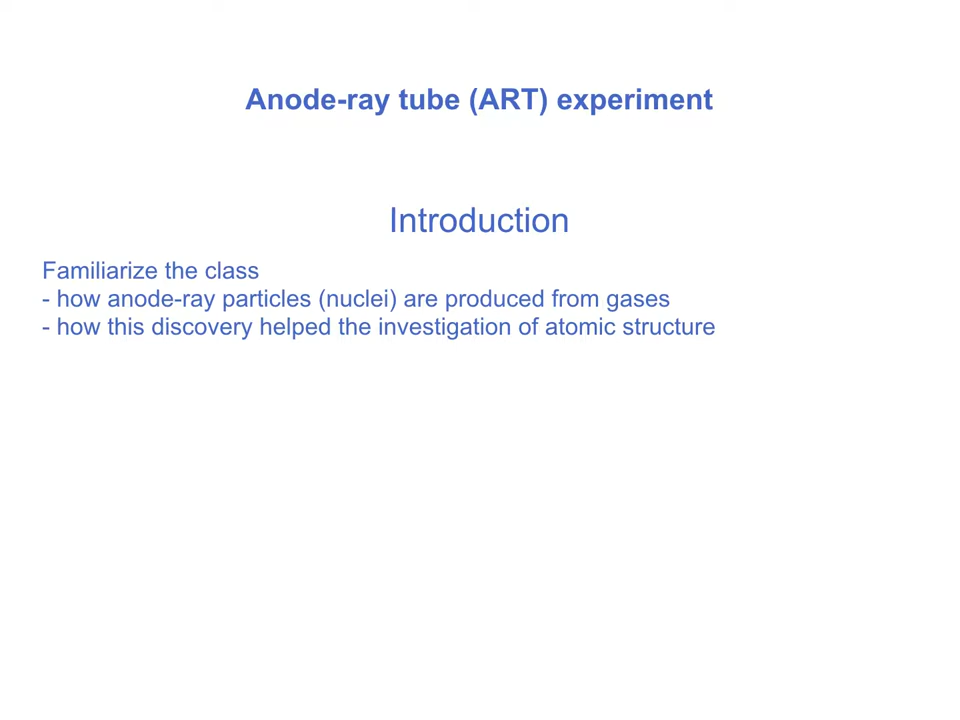 Anode-ray tube (ART) experiment
Introduction
Familiarize the class
- how anode-ray particles (nuclei) are produced from gases
- how this discovery helped the investigation of atomic structure